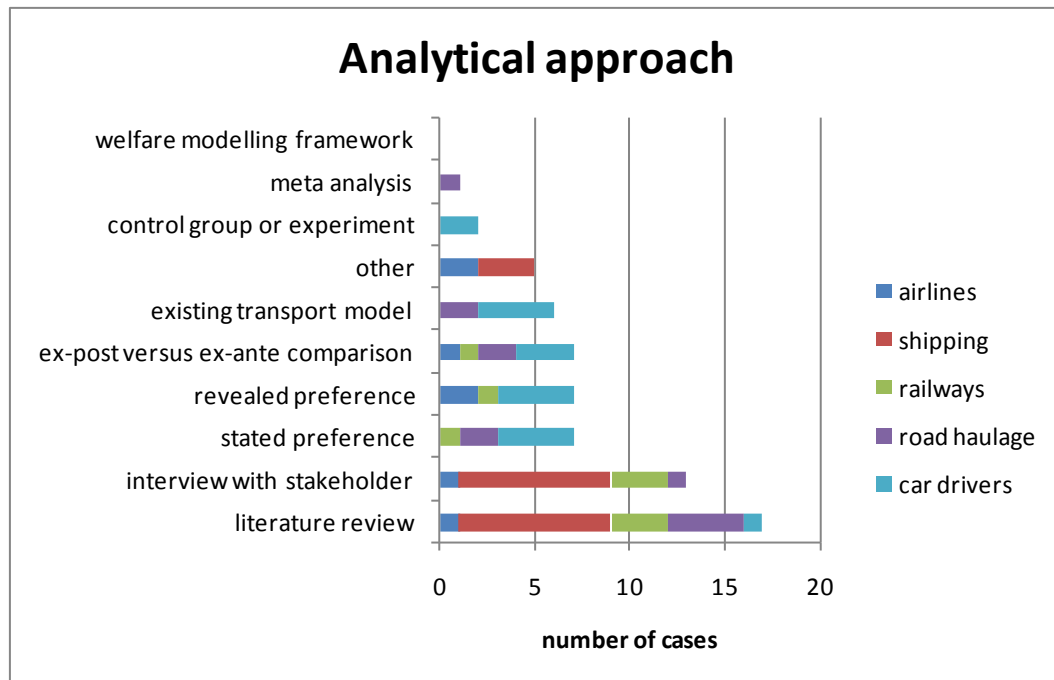 Analytical approach
welfare modelling framework
meta analysis
control group or experiment
other
existing transport model
ex-post versus ex-ante comparison
revealed preference
stated preference
interview with stakeholder
literature review
0 5 10 15 20
number of cases
airlines
shipping
railways
road haulage
car drivers